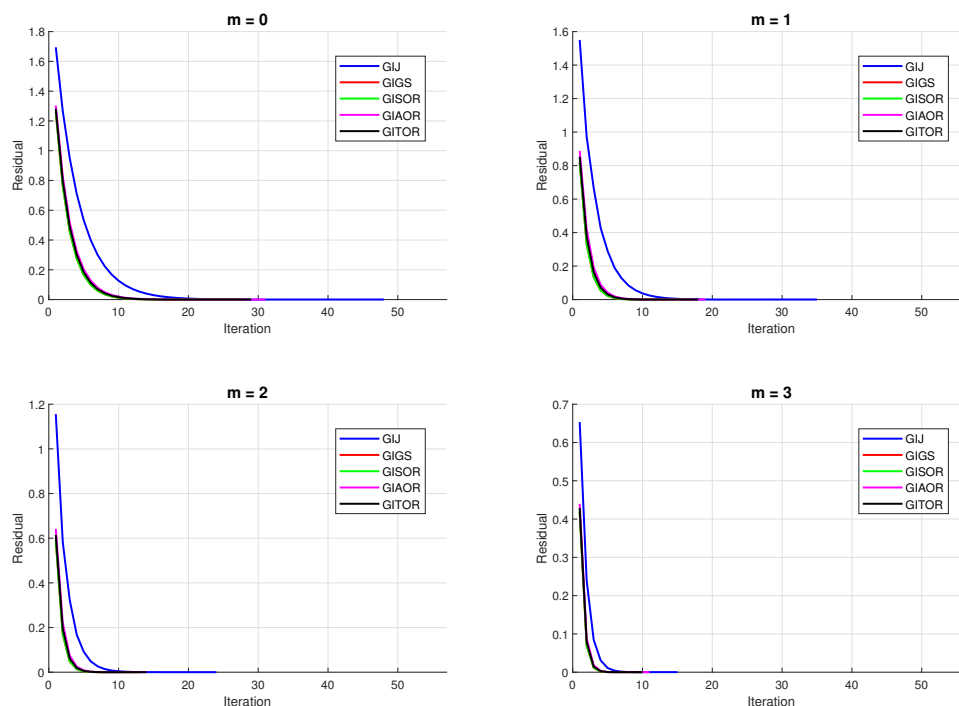 m = 0
1.8
1.6
1.4
1.2
1
0.8
0.6
0.4
0.2
0
Residual
GIJ
GIGS
GISOR
GIAOR
GITOR
0 10 20 30 40 50
Iteration
m = 1
1.6
1.4
1.2
1
0.8
0.6
0.4
0.2
0
Residual
GIJ
GIGS
GISOR
GIAOR
GITOR
0 10 20 30 40 50
Iteration
m = 2
1.2
1
0.8
0.6
0.4
0.2
0
Residual
GIJ
GIGS
GISOR
GIAOR
GITOR
0 10 20 30 40 50
Iteration
m = 3
0.7
0.6
0.5
0.4
0.3
0.2
0.1
0
Residual
GIJ
GIGS
GISOR
GIAOR
GITOR
0 10 20 30 40 50
Iteration